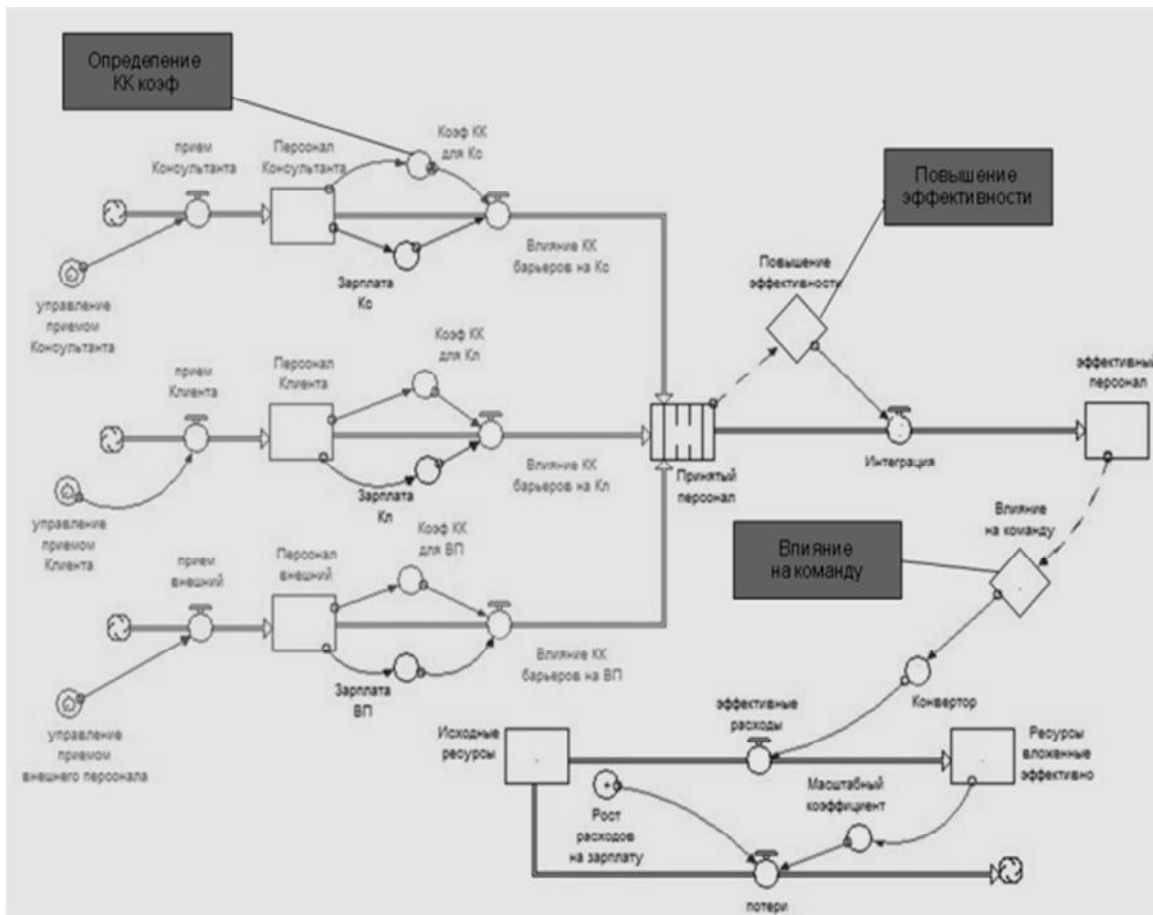 Определение
КК коэф
прием
Консультанта
Персонал
Консультанта
Коэф КК
для Кс
Влияние КК
барьеров на Кс
Зарплата
Кс
управление
приемом
Консультанта
Повышение
эффективности
Повышение
эффективности
прием
Клиента
Персонал
Клиента
Коэф КК
для Кл
Влияние КК
барьеров на Кл
Зарплата
Кл
управление
приемом
Клиента
Принятый
персонал
Интеграция
эффективный
персонал
Влияние
на команду
Влияние
на команду
прием
внешний
Персонал
внешний
Коэф КК
для ВП
Влияние КК
барьеров на ВП
Зарплата
ВП
управление
приемом
внешнего персонала
Конвертор
Исходные
ресурсы
эффективные
расходы
Ресурсы
вложенные
эффективно
Рост
расходов
на зарплату
Масштабный
коэффициент
потери